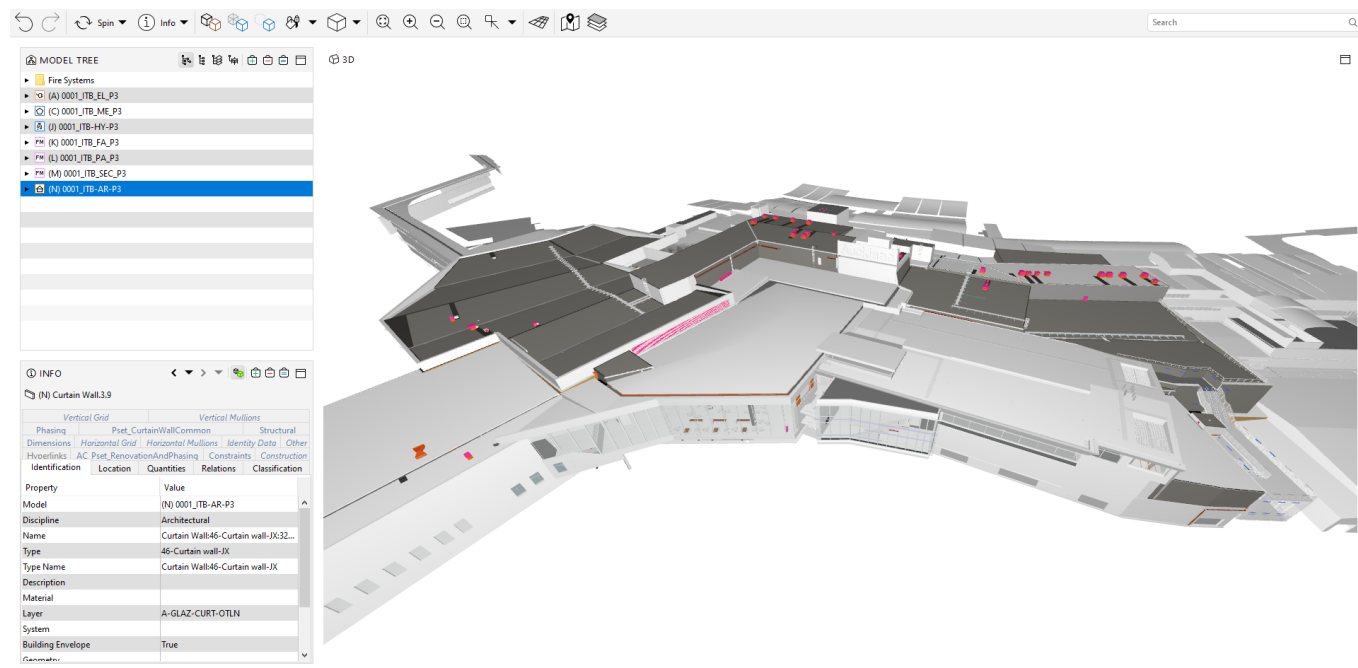 Spin Info Search
MODEL TREE
3D
Fire Systems
(A) 0001_ITB_EL_P3
(C) 0001_ITB_ME_P3
(J) 0001_ITB-HY-P3
FM (K) 0001_ITB_FA_P3
FM (L) 0001_ITB_PA_P3
FM (M) 0001_ITB_SEC_P3
(N) 0001_ITB-AR-P3
INFO
(N) Curtain Wall.3.9
Vertical Grid Vertical Mullions
Phasing Pset_CurtainWallCommon Structural
Dimensions Horizontal Grid Horizontal Mullions Identity Data Other
Hyperlinks AC_Pset_RenovationAndPhasing Constraints Construction
Identification Location Quantities Relations Classification
Property Value
Model (N) 0001_ITB-AR-P3
Discipline Architectural
Name Curtain Wall:46-Curtain wall-JX:32...
Type 46-Curtain wall-JX
Type Name Curtain Wall:46-Curtain wall-JX
Description
Material
Layer A-GLAZ-CURT-OTLN
System
Building Envelope True
Geometry